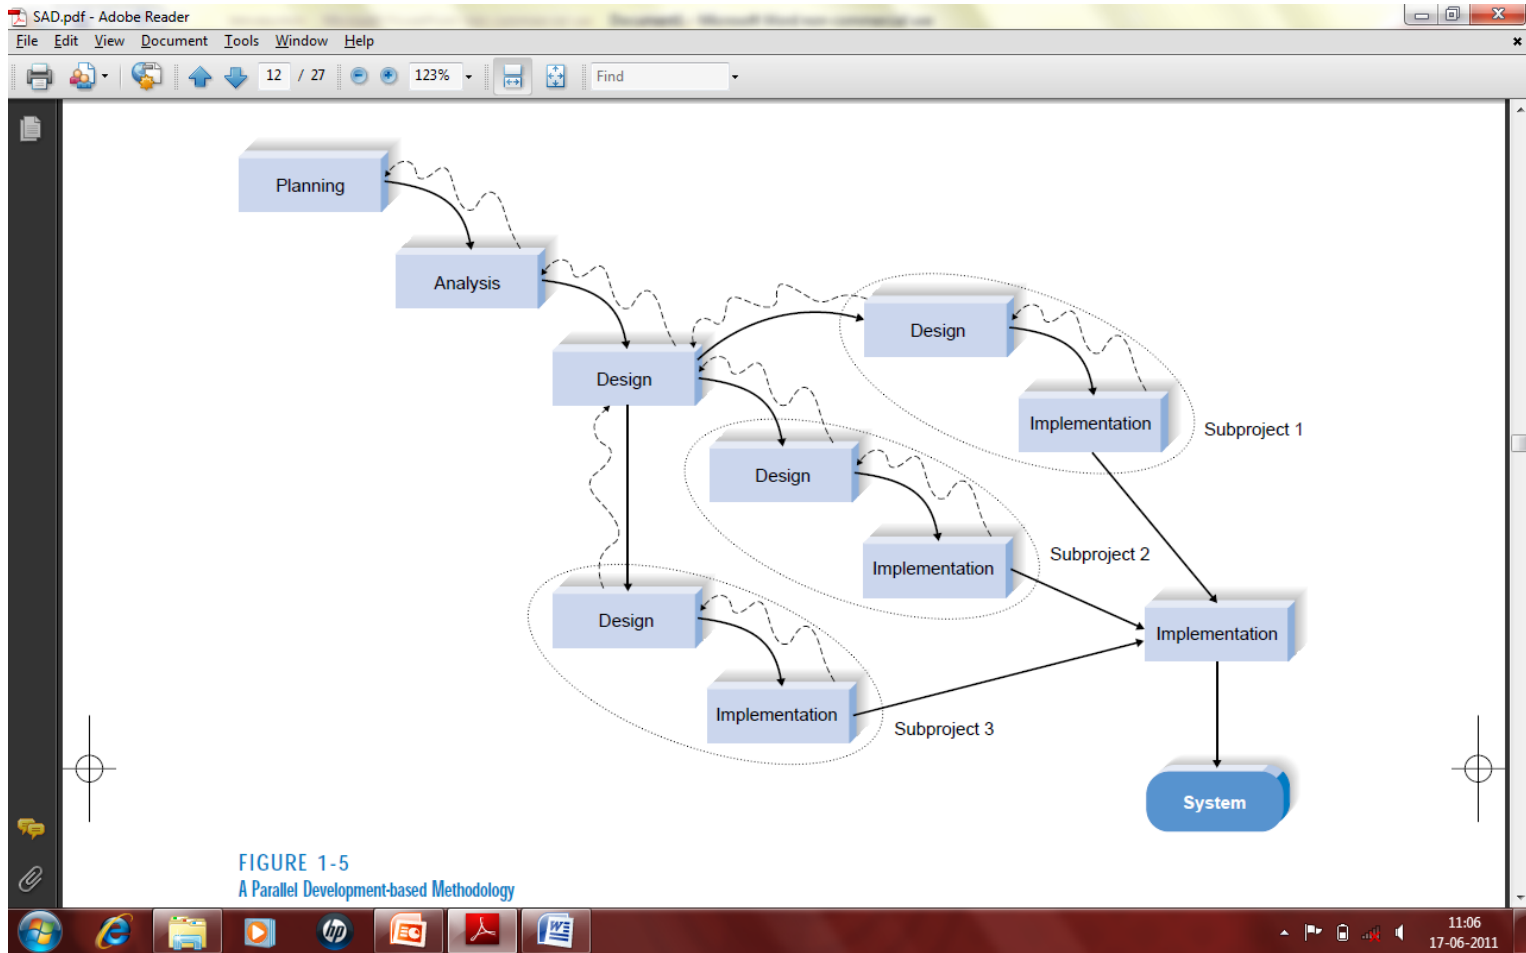 SAD.pdf - Adobe Reader
File Edit View Document Tools Window Help
12 / 27 123% Find
Planning
Analysis
Design
Design
Implementation
Subproject 1
Design
Implementation
Subproject 2
Design
Implementation
Subproject 3
Implementation
System
FIGURE 1-5
A Parallel Development-based Methodology
hp
11:06
17-06-2011